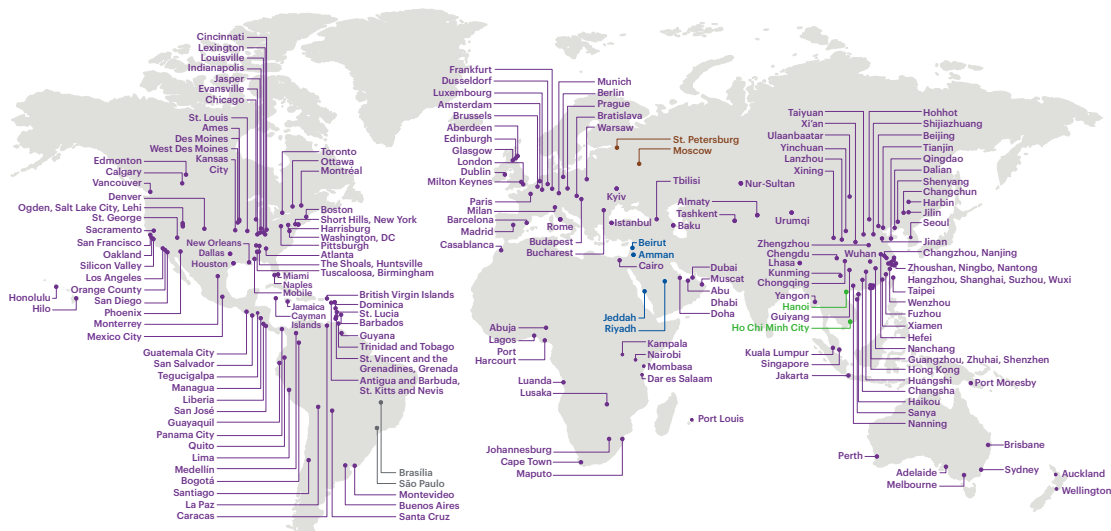 Cincinnati
Lexington
Louisville
Indianapolis
Jasper
Evansville
Chicago
St. Louis
Ames
Des Moines
West Des Moines
Kansas
City
Edmonton
Calgary
Vancouver
Denver
Ogden, Salt Lake City, Lehi
St. George
Sacramento
San Francisco
Oakland
Silicon Valley
Los Angeles
Orange County
San Diego
Phoenix
Monterrey
Mexico City
Honolulu
Hilo
New Orleans
Dallas
Houston
Toronto
Ottawa
Montréal
Boston
Short Hills, New York
Harrisburg
Washington, DC
Pittsburgh
Atlanta
The Shoals, Huntsville
Tuscaloosa, Birmingham
Miami
Naples
Mobile
Jamaica
Cayman
Islands
British Virgin Islands
Dominica
St. Lucia
Barbados
Guyana
Trinidad and Tobago
St. Vincent and the
Grenadines, Grenada
Antigua and Barbuda,
St. Kitts and Nevis
Guatemala City
San Salvador
Tegucigalpa
Managua
Liberia
San José
Guayaquil
Panama City
Quito
Lima
Medellín
Bogotá
Santiago
La Paz
Caracas
Brasília
São Paulo
Montevideo
Buenos Aires
Santa Cruz
Frankfurt
Dusseldorf
Luxembourg
Amsterdam
Brussels
Aberdeen
Edinburgh
Glasgow
London
Dublin
Milton Keynes
Paris
Milan
Barcelona
Madrid
Casablanca
Munich
Berlin
Prague
Bratislava
Warsaw
St. Petersburg
Moscow
Kyiv
Rome
Istanbul
Budapest
Bucharest
Tbilisi
Baku
Nur-Sultan
Almaty
Tashkent
Urumqi
Beirut
Amman
Cairo
Jeddah
Riyadh
Dubai
Muscat
Abu
Dhabi
Doha
Abuja
Lagos
Port
Harcourt
Luanda
Lusaka
Kampala
Nairobi
Mombasa
Dar es Salaam
Port Louis
Johannesburg
Cape Town
Maputo
Taiyuan
Xi'an
Ulaanbaatar
Yinchuan
Lanzhou
Xining
Hohhot
Shijiazhuang
Beijing
Tianjin
Qingdao
Dalian
Shenyang
Changchun
Harbin
Jilin
Seoul
Jinan
Zhengzhou
Chengdu
Wuhan
Lhasa
Kunming
Chongqing
Yangon
Hanoi
Guiyang
Ho Chi Minh City
Changzhou, Nanjing
Zhoushan, Ningbo, Nantong
Hangzhou, Shanghai, Suzhou, Wuxi
Taipei
Wenzhou
Fuzhou
Xiamen
Hefei
Nanchang
Guangzhou, Zhuhai, Shenzhen
Hong Kong
Huangshi
Changsha
Haikou
Sanya
Nanning
Kuala Lumpur
Singapore
Jakarta
Port Moresby
Perth
Brisbane
Adelaide
Melbourne
Sydney
Auckland
Wellington